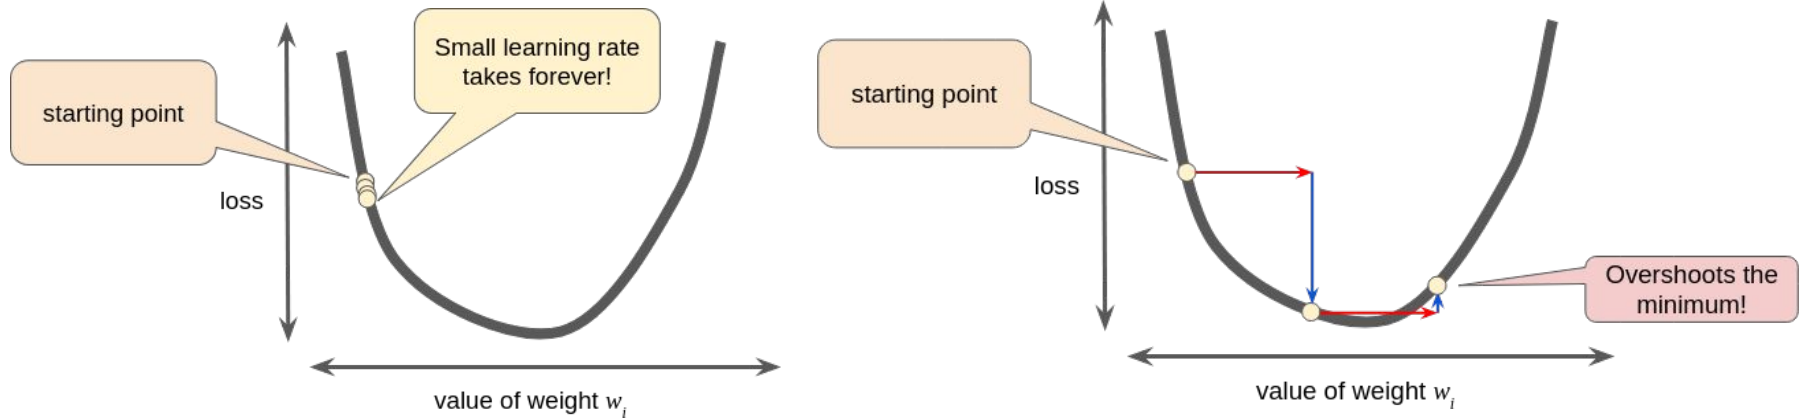 Small learning rate
takes forever!
starting point
loss
value of weight wᵢ
starting point
loss
Overshoots the
minimum!
value of weight wᵢ